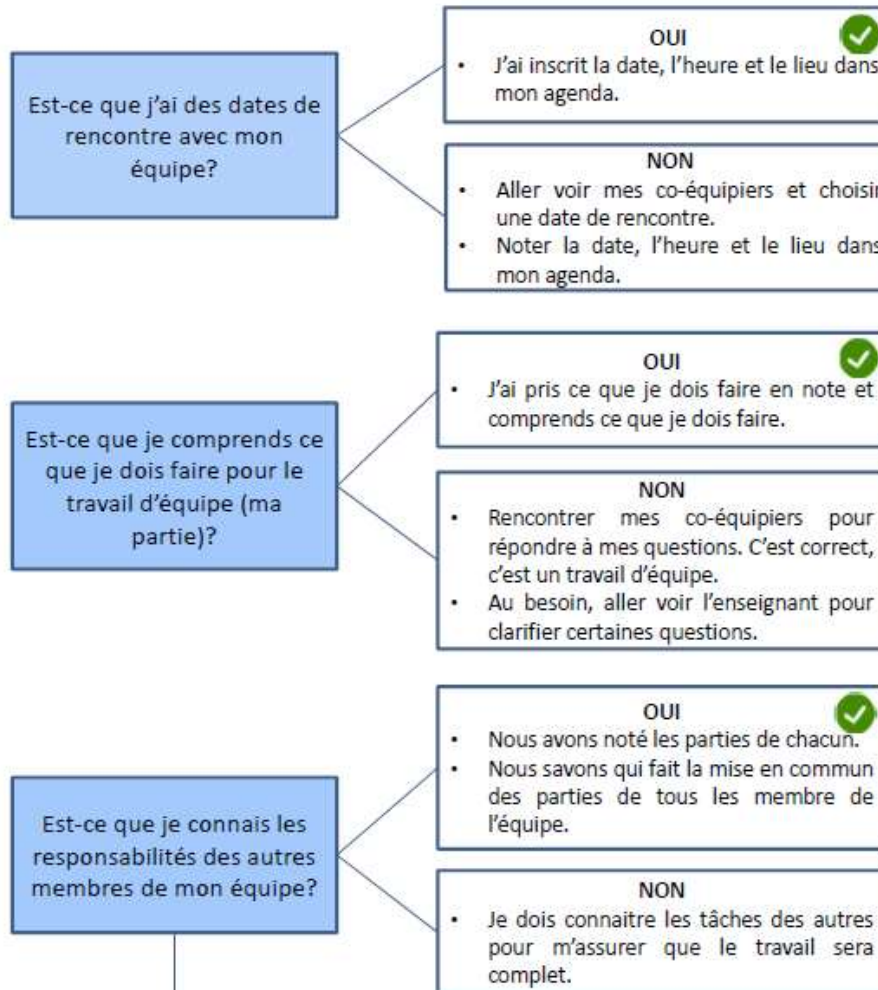 Est-ce que j'ai des dates de
rencontre avec mon
équipe?
OUI
• J'ai inscrit la date, l'heure et le lieu dans
mon agenda.
NON
• Aller voir mes co-équipiers et choisir
une date de rencontre.
• Noter la date, l'heure et le lieu dans
mon agenda.
Est-ce que je comprends ce
que je dois faire pour le
travail d'équipe (ma
partie)?
OUI
• J'ai pris ce que je dois faire en note et
comprends ce que je dois faire.
NON
• Rencontrer mes co-équipiers pour
répondre à mes questions. C'est correct,
c'est un travail d'équipe.
• Au besoin, aller voir l'enseignant pour
clarifier certaines questions.
Est-ce que je connais les
responsabilités des autres
membres de mon équipe?
OUI
• Nous avons noté les parties de chacun.
• Nous savons qui fait la mise en commun
des parties de tous les membre de
l'équipe.
NON
• Je dois connaitre les tâches des autres
pour m'assurer que le travail sera
complet.